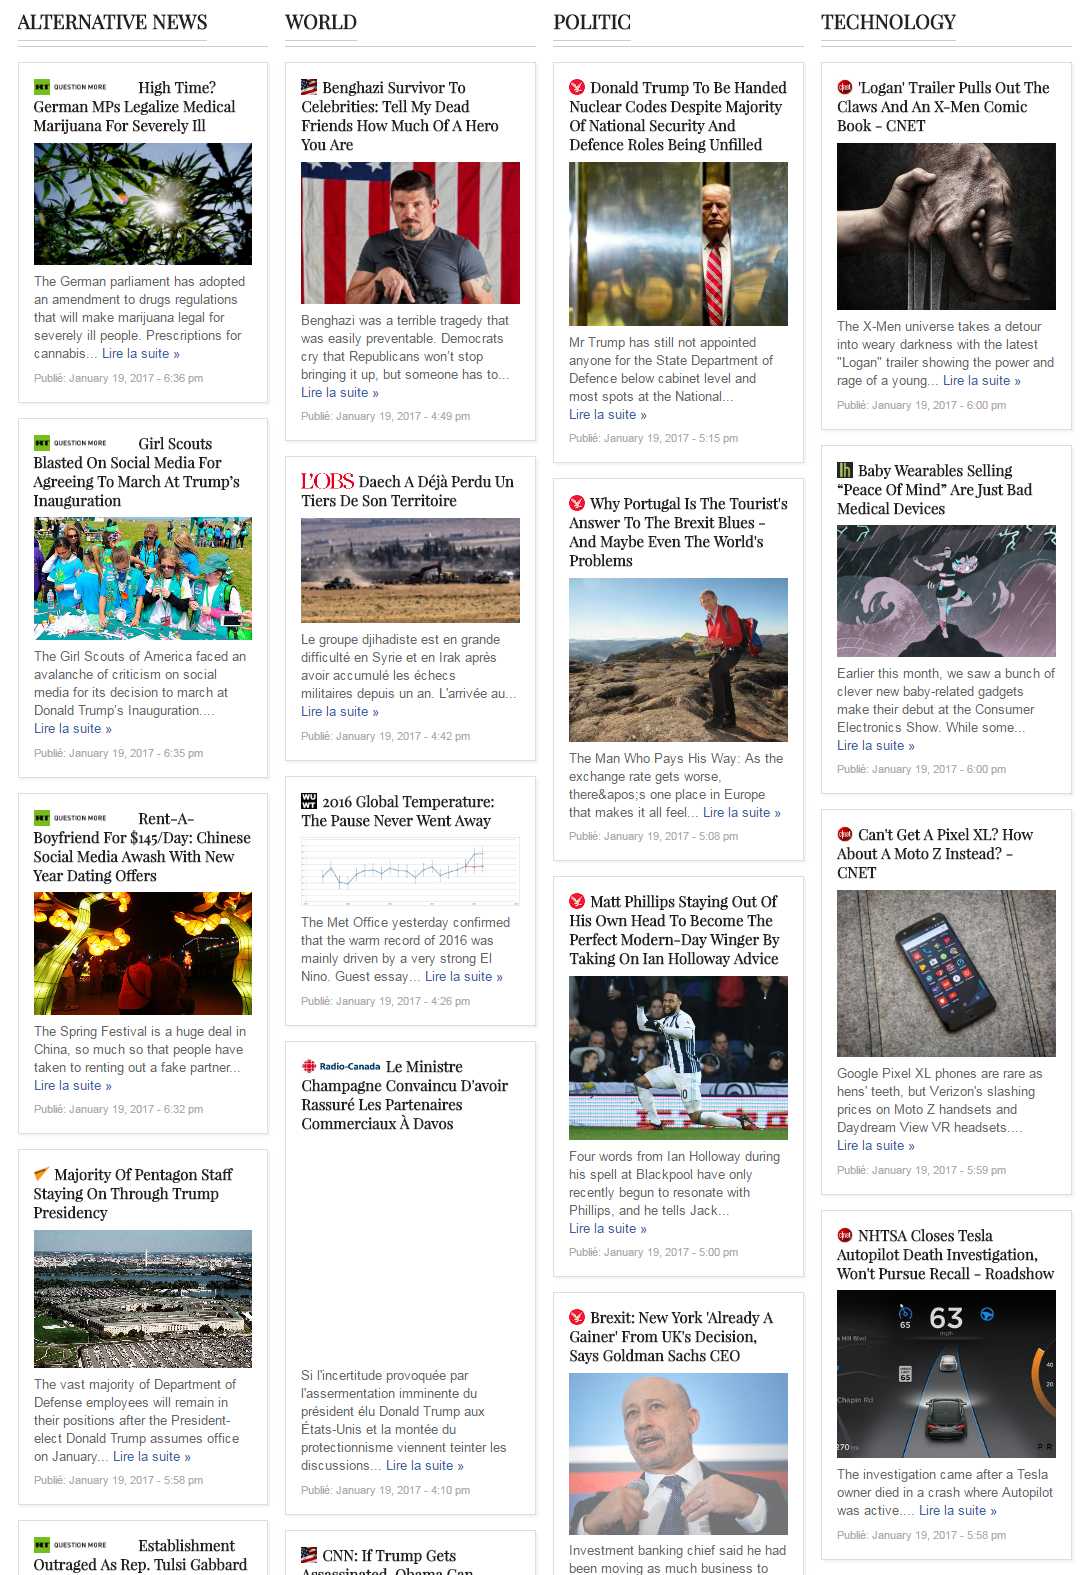 ALTERNATIVE NEWS
RT QUESTION MORE High Time?
German MPs Legalize Medical
Marijuana For Severely Ill
The German parliament has adopted
an amendment to drugs regulations
that will make marijuana legal for
severely ill people. Prescriptions for
cannabis... Lire la suite »
Publié: January 19, 2017 - 6:36 pm
RT QUESTION MORE Girl Scouts
Blasted On Social Media For
Agreeing To March At Trump's
Inauguration
The Girl Scouts of America faced an
avalanche of criticism on social
media for its decision to march at
Donald Trump's Inauguration....
Lire la suite »
Publié: January 19, 2017 - 6:35 pm
RT QUESTION MORE Rent-A-
Boyfriend For $145/Day: Chinese
Social Media Awash With New
Year Dating Offers
The Spring Festival is a huge deal in
China, so much so that people have
taken to renting out a fake partner...
Lire la suite »
Publié: January 19, 2017 - 6:32 pm
Majority Of Pentagon Staff
Staying On Through Trump
Presidency
The vast majority of Department of
Defense employees will remain in
their positions after the President-
elect Donald Trump assumes office
on January... Lire la suite »
Publié: January 19, 2017 - 5:58 pm
RT QUESTION MORE Establishment
Outraged As Rep. Tulsi Gabbard
WORLD
Benghazi Survivor To
Celebrities: Tell My Dead
Friends How Much Of A Hero
You Are
Benghazi was a terrible tragedy that
was easily preventable. Democrats
cry that Republicans won't stop
bringing it up, but someone has to...
Lire la suite »
Publié: January 19, 2017 - 4:49 pm
L'OBS Daech A Déjà Perdu Un
Tiers De Son Territoire
Le groupe djihadiste est en grande
difficulté en Syrie et en Irak après
avoir accumulé les échecs
militaires depuis un an. L'arrivée au...
Lire la suite »
Publié: January 19, 2017 - 4:42 pm
WU WT 2016 Global Temperature:
The Pause Never Went Away
The Met Office yesterday confirmed
that the warm record of 2016 was
mainly driven by a very strong El
Nino. Guest essay... Lire la suite »
Publié: January 19, 2017 - 4:26 pm
Radio-Canada Le Ministre
Champagne Convaincu D'avoir
Rassuré Les Partenaires
Commerciaux À Davos
Si l'incertitude provoquée par
l'assermentation imminente du
président élu Donald Trump aux
États-Unis et la montée du
protectionnisme viennent teinter les
discussions... Lire la suite »
Publié: January 19, 2017 - 4:10 pm
CNN: If Trump Gets
Assassinated, Obama Can
POLITIC
Donald Trump To Be Handed
Nuclear Codes Despite Majority
Of National Security And
Defence Roles Being Unfilled
Mr Trump has still not appointed
anyone for the State Department of
Defence below cabinet level and
most spots at the National...
Lire la suite »
Publié: January 19, 2017 - 5:15 pm
Why Portugal Is The Tourist's
Answer To The Brexit Blues -
And Maybe Even The World's
Problems
The Man Who Pays His Way: As the
exchange rate gets worse,
there&apos;s one place in Europe
that makes it all feel... Lire la suite »
Publié: January 19, 2017 - 5:08 pm
Matt Phillips Staying Out Of
His Own Head To Become The
Perfect Modern-Day Winger By
Taking On Ian Holloway Advice
Four words from Ian Holloway during
his spell at Blackpool have only
recently begun to resonate with
Phillips, and he tells Jack...
Lire la suite »
Publié: January 19, 2017 - 5:00 pm
Brexit: New York 'Already A
Gainer' From UK's Decision,
Says Goldman Sachs CEO
Investment banking chief said he had
been moving as much business to
TECHNOLOGY
cnet 'Logan' Trailer Pulls Out The
Claws And An X-Men Comic
Book - CNET
The X-Men universe takes a detour
into weary darkness with the latest
"Logan" trailer showing the power and
rage of a young... Lire la suite »
Publié: January 19, 2017 - 6:00 pm
lh Baby Wearables Selling
“Peace Of Mind” Are Just Bad
Medical Devices
Earlier this month, we saw a bunch of
clever new baby-related gadgets
make their debut at the Consumer
Electronics Show. While some...
Lire la suite »
Publié: January 19, 2017 - 6:00 pm
cnet Can't Get A Pixel XL? How
About A Moto Z Instead? -
CNET
Google Pixel XL phones are rare as
hens' teeth, but Verizon's slashing
prices on Moto Z handsets and
Daydream View VR headsets....
Lire la suite »
Publié: January 19, 2017 - 5:59 pm
cnet NHTSA Closes Tesla
Autopilot Death Investigation,
Won't Pursue Recall - Roadshow
65
63
mph
Hill Blvd
SPEED LIMIT 65
40
20
Chapin Rd
270 mi
P R
The investigation came after a Tesla
owner died in a crash where Autopilot
was active.... Lire la suite »
Publié: January 19, 2017 - 5:58 pm